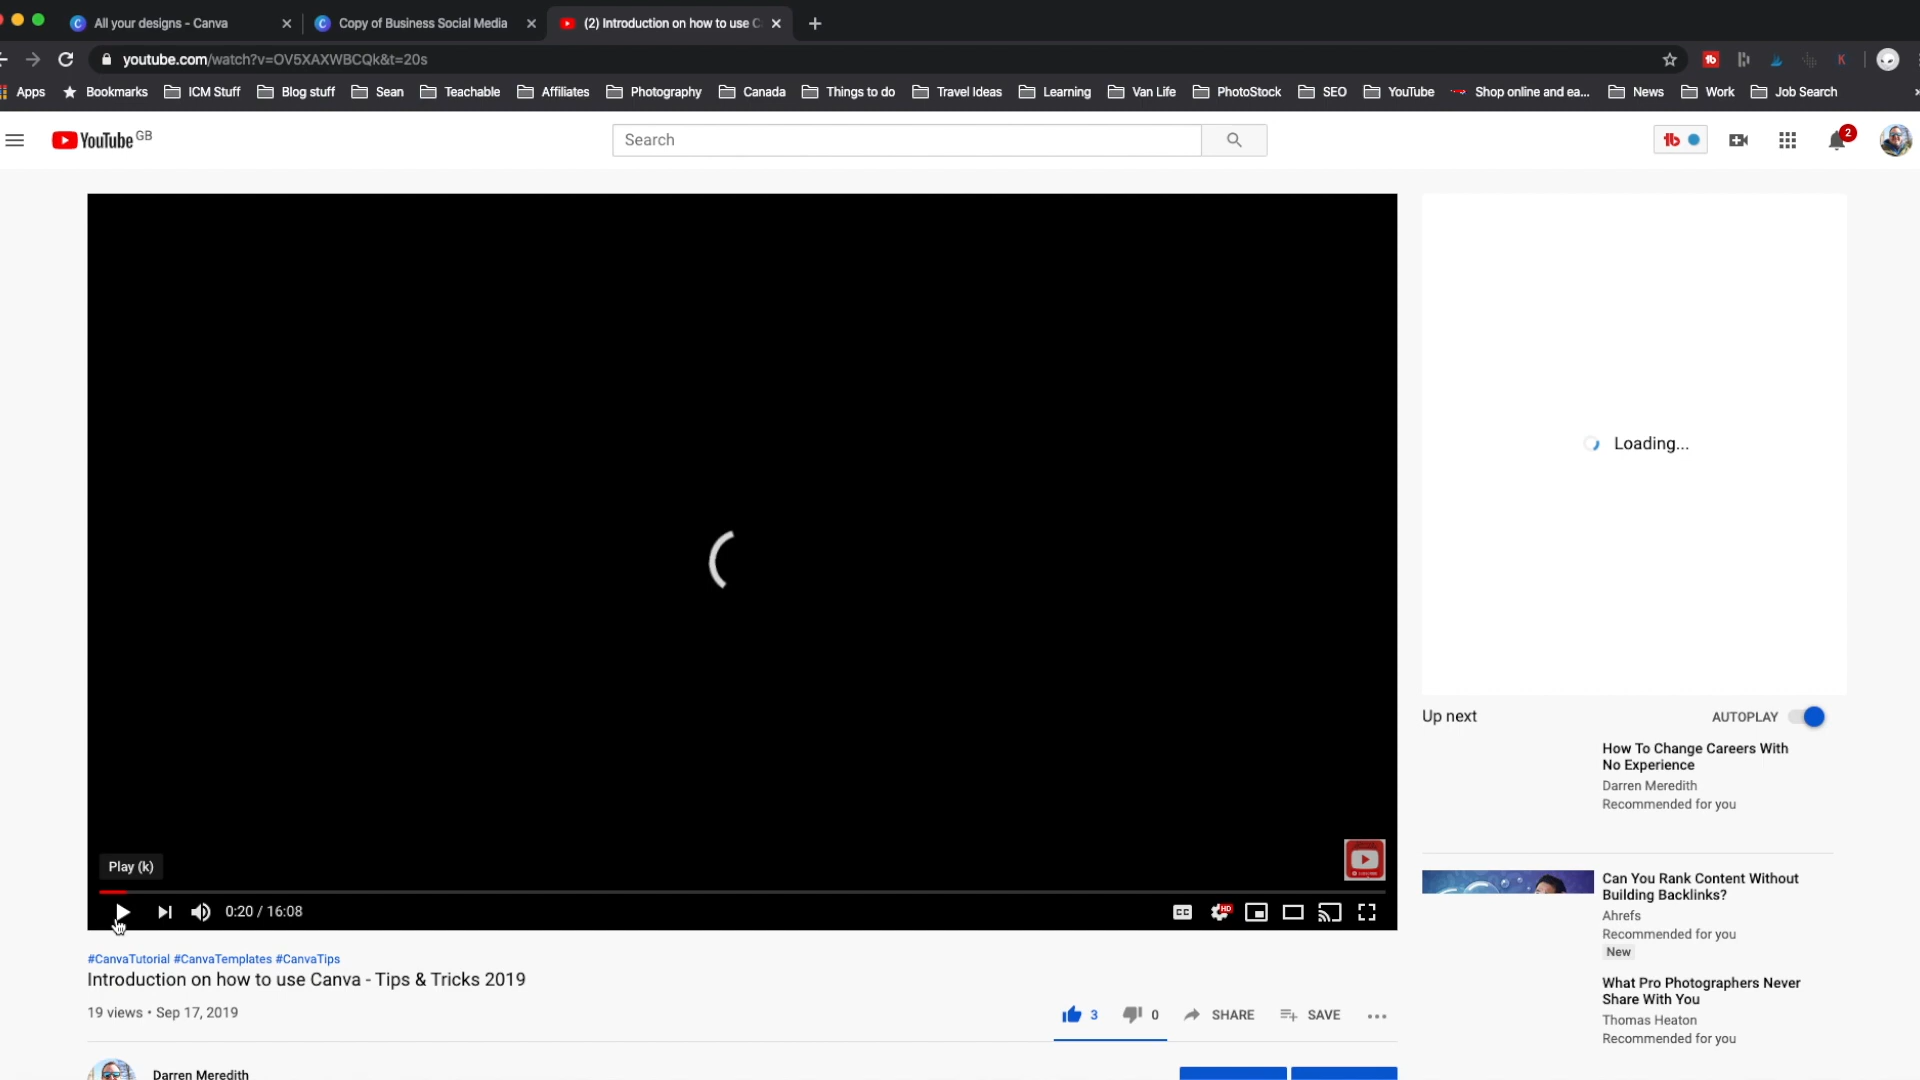 All your designs - Canva
Copy of Business Social Media
(2) Introduction on how to use C
youtube.com/watch?v=OV5XAXWBCQk&t=20s
Apps
Bookmarks
ICM Stuff
Blog stuff
Sean
Teachable
Affiliates
Photography
Canada
Things to do
Travel Ideas
Learning
Van Life
PhotoStock
SEO
YouTube
Shop online and ea...
News
Work
Job Search
YouTube GB
Search
tb
2
Loading...
Up next
AUTOPLAY
How To Change Careers With
No Experience
Darren Meredith
Recommended for you
Can You Rank Content Without
Building Backlinks?
Ahrefs
Recommended for you
New
What Pro Photographers Never
Share With You
Thomas Heaton
Recommended for you
Play (k)
0:20 / 16:08
CC
HD
#CanvaTutorial #CanvaTemplates #CanvaTips
Introduction on how to use Canva - Tips & Tricks 2019
19 views • Sep 17, 2019
3
0
SHARE
SAVE
Darren Meredith